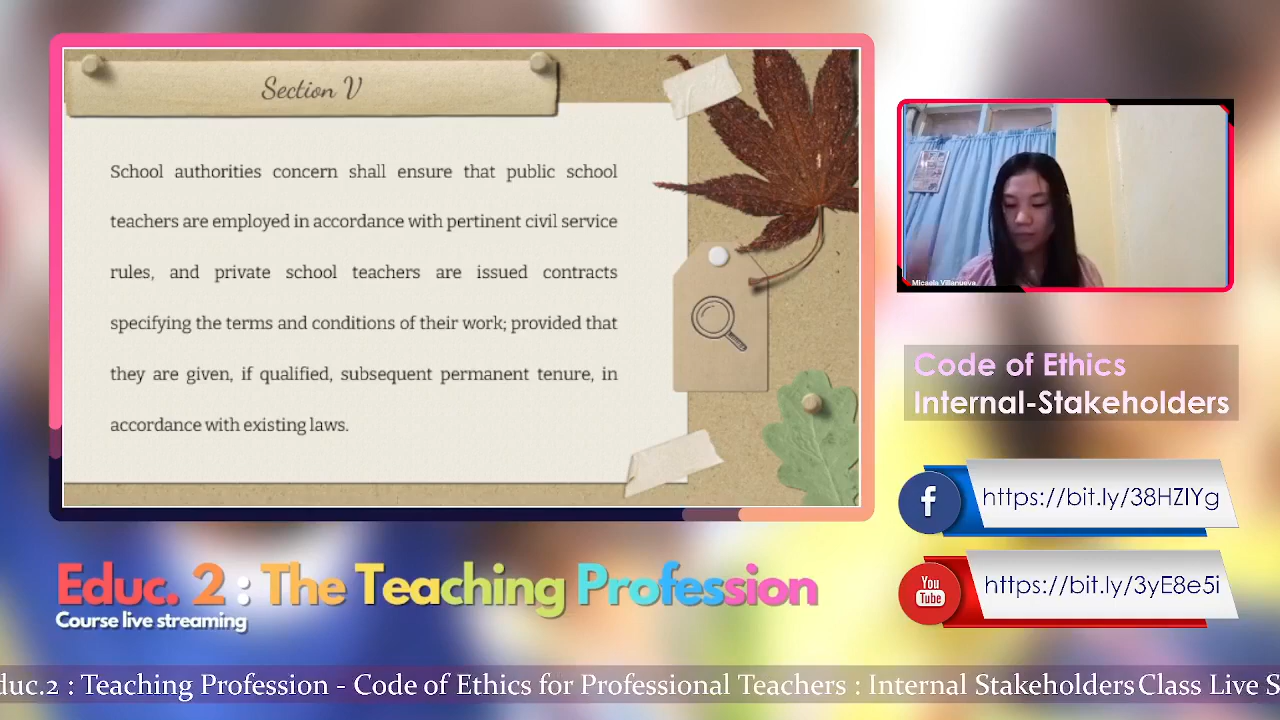 Section V
School authorities concern shall ensure that public school
teachers are employed in accordance with pertinent civil service
rules, and private school teachers are issued contracts
specifying the terms and conditions of their work; provided that
they are given, if qualified, subsequent permanent tenure, in
accordance with existing laws.
Micaela Villanueva
Code of Ethics
Internal-Stakeholders
f https://bit.ly/38HZIYg
You
Tube
https://bit.ly/3yE8e5i
Educ. 2 : The Teaching Profession
Course live streaming
duc.2 : Teaching Profession - Code of Ethics for Professional Teachers : Internal Stakeholders Class Live S